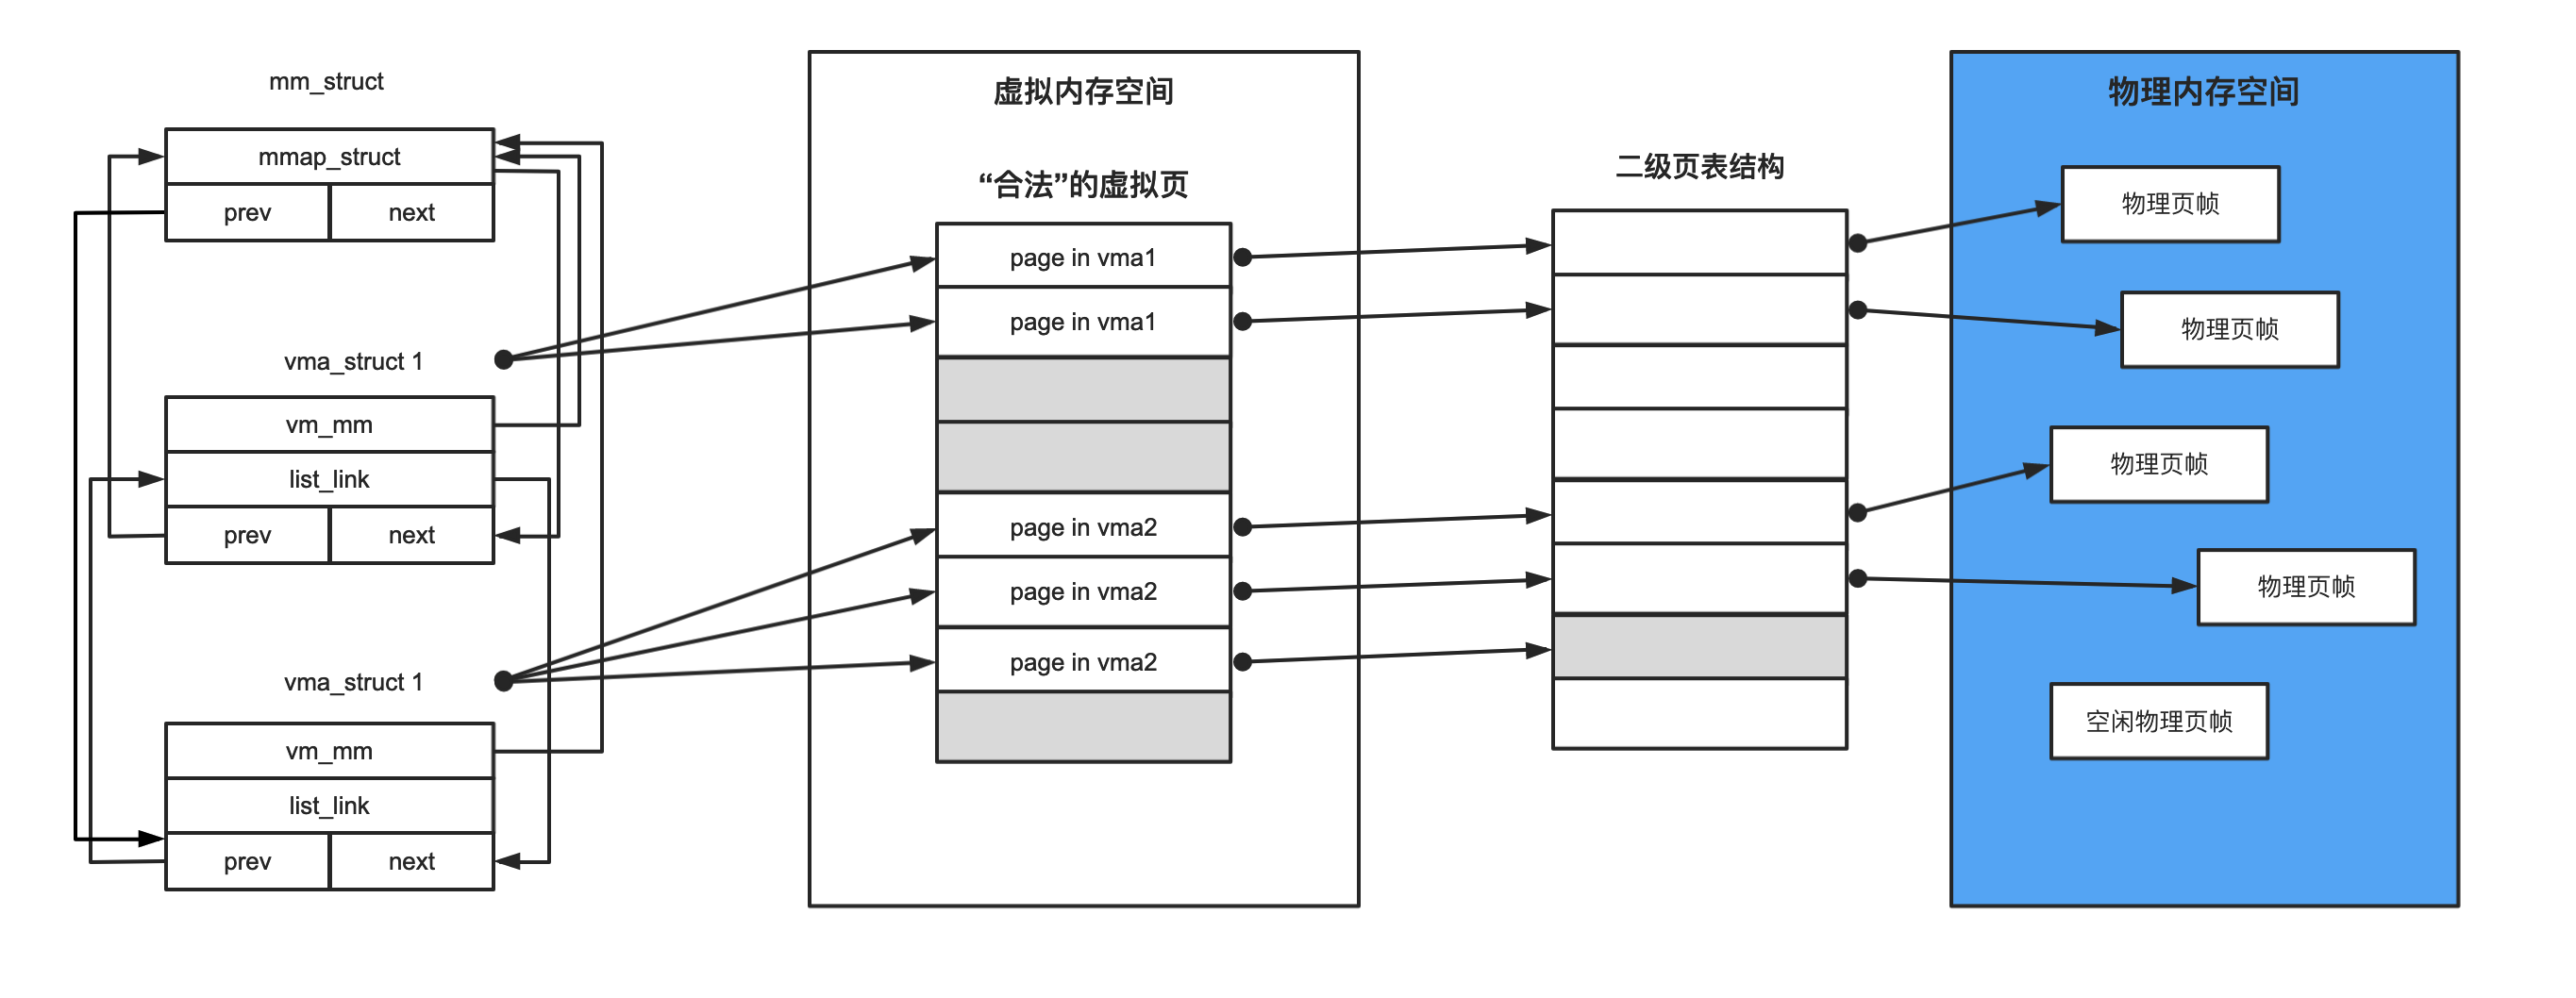 mm_struct
mmap_struct
prev
next
vma_struct 1
vm_mm
list_link
prev
next
vma_struct 1
vm_mm
list_link
prev
next
虚拟内存空间
“合法”的虚拟页
page in vma1
page in vma1
page in vma2
page in vma2
page in vma2
二级页表结构
物理内存空间
物理页帧
物理页帧
物理页帧
物理页帧
空闲物理页帧